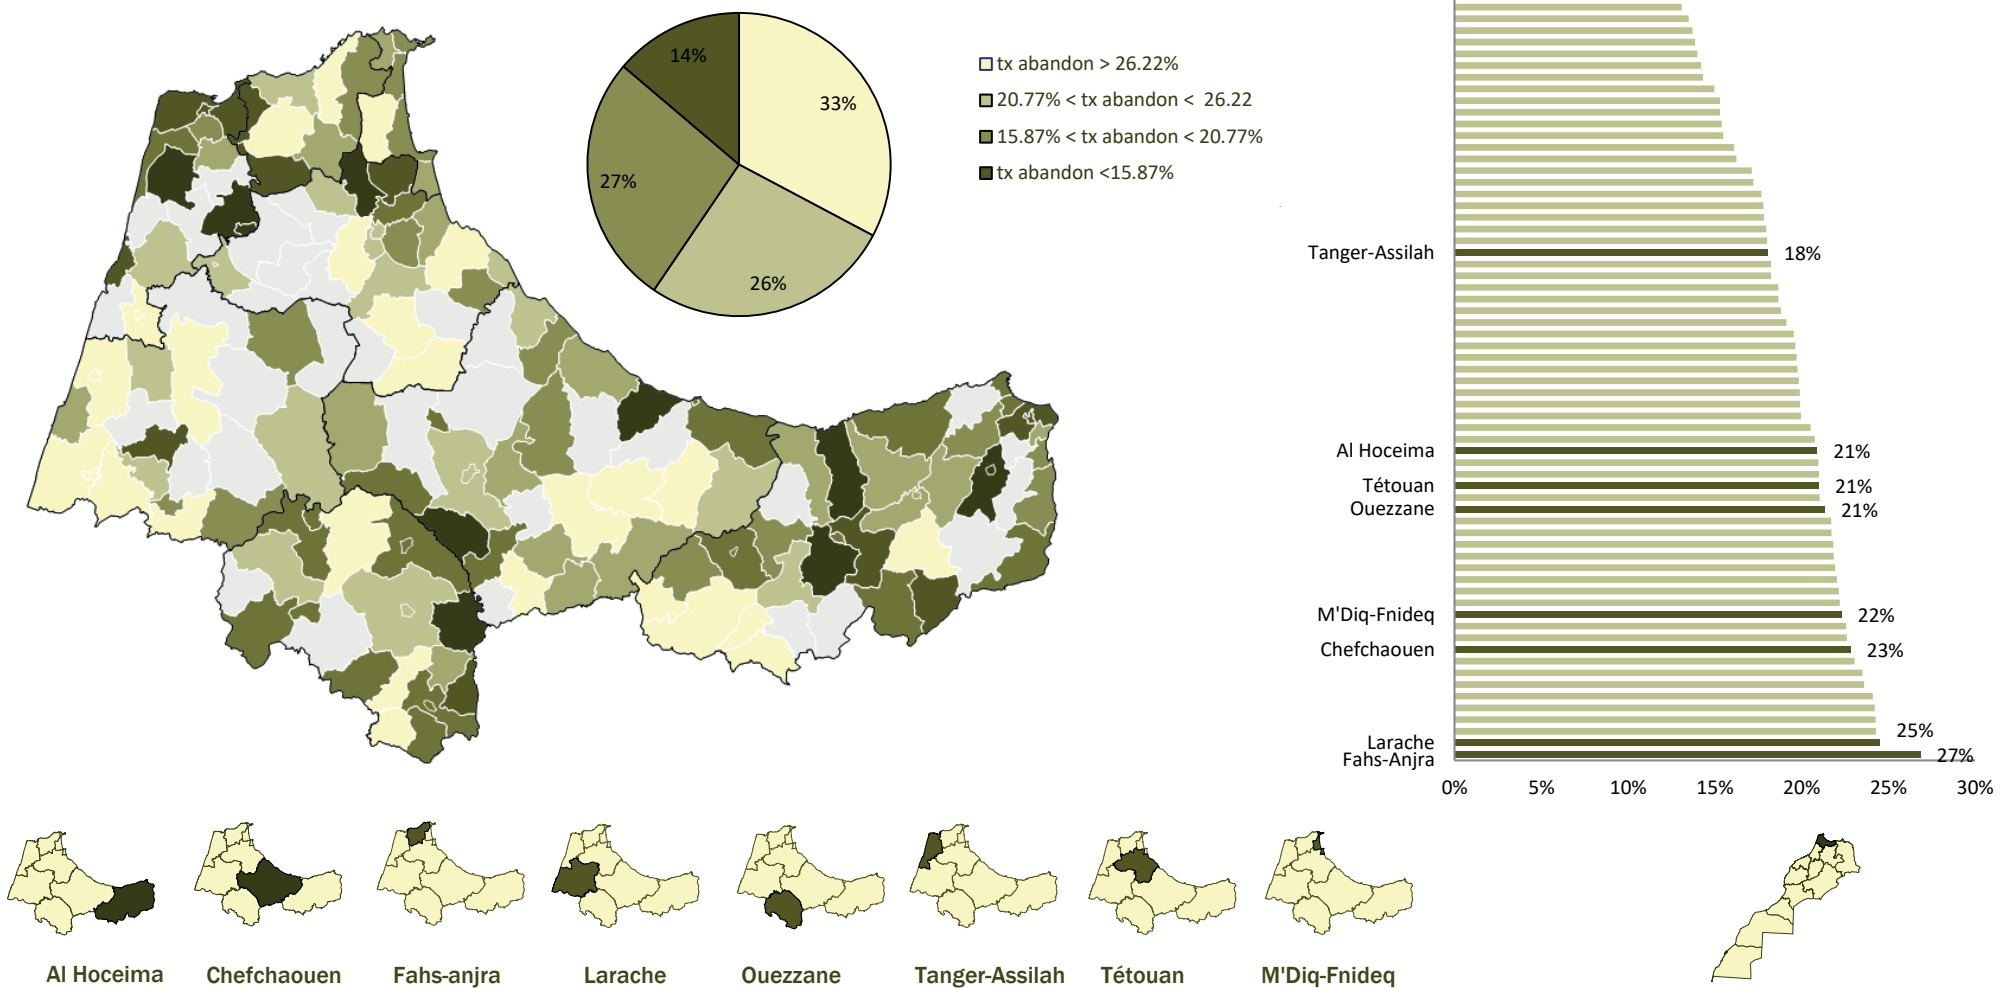 14%
33%
27%
26%
tx abandon > 26.22%
20.77% < tx abandon < 26.22
15.87% < tx abandon < 20.77%
tx abandon <15.87%
Tanger-Assilah 18%
Al Hoceima 21%
Tétouan 21%
Ouezzane 21%
M'Diq-Fnideq 22%
Chefchaouen 23%
Larache 25%
Fahs-Anjra 27%
0% 5% 10% 15% 20% 25% 30%
Al Hoceima Chefchaouen Fahs-anjra Larache Ouezzane Tanger-Assilah Tétouan M'Diq-Fnideq